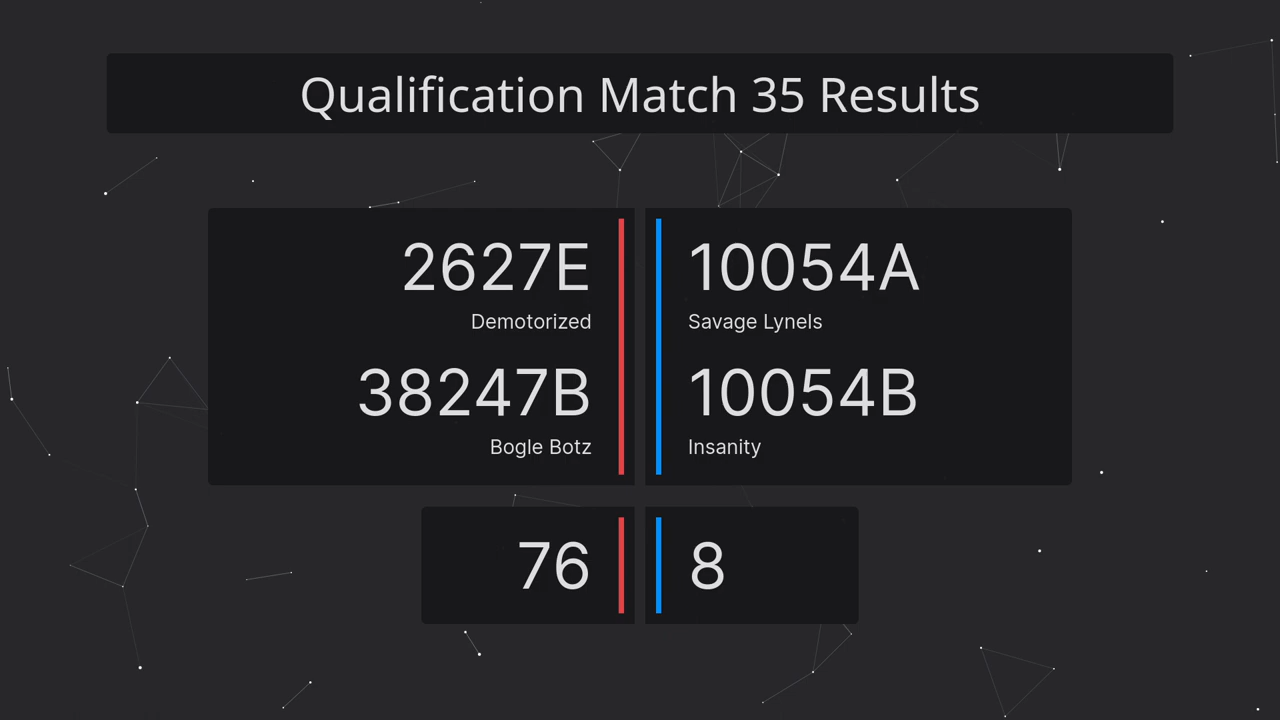 Qualification Match 35 Results
2627E
Demotorized
38247B
Bogle Botz
10054A
Savage Lynels
10054B
Insanity
76
8